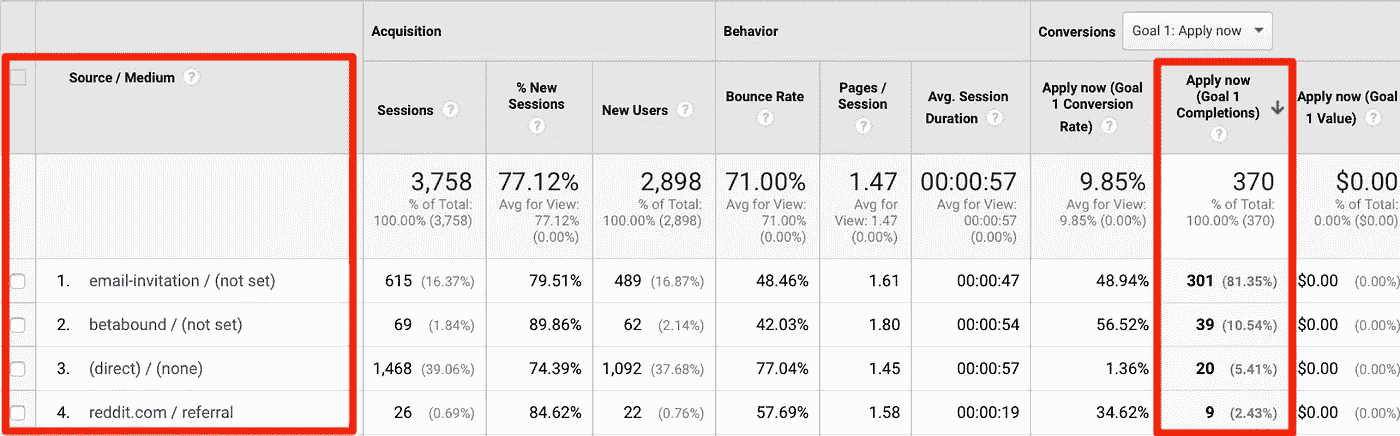 Acquisition Behavior Conversions Goal 1: Apply now
Source / Medium ?
Sessions ?
% New Sessions ?
New Users ?
Bounce Rate ?
Pages / Session ?
Avg. Session Duration ?
Apply now (Goal 1 Conversion Rate) ?
Apply now (Goal 1 Completions) ?
Apply now (Goal 1 Value) ?
3,758 77.12% 2,898 71.00% 1.47 00:00:57 9.85% 370 $0.00
% of Total: 100.00% (3,758)
Avg for View: 77.12% (0.00%)
% of Total: 100.00% (2,898)
Avg for View: 71.00% (0.00%)
Avg for View: 1.47 (0.00%)
Avg for View: 00:00:57 (0.00%)
Avg for View: 9.85% (0.00%)
% of Total: 100.00% (370)
% of Total: 0.00% ($0.00)
1. email-invitation / (not set) 615 (16.37%) 79.51% 489 (16.87%) 48.46% 1.61 00:00:47 48.94% 301 (81.35%) $0.00 (0.00%)
2. betabound / (not set) 69 (1.84%) 89.86% 62 (2.14%) 42.03% 1.80 00:00:54 56.52% 39 (10.54%) $0.00 (0.00%)
3. (direct) / (none) 1,468 (39.06%) 74.39% 1,092 (37.68%) 77.04% 1.45 00:00:57 1.36% 20 (5.41%) $0.00 (0.00%)
4. reddit.com / referral 26 (0.69%) 84.62% 22 (0.76%) 57.69% 1.58 00:00:19 34.62% 9 (2.43%) $0.00 (0.00%)